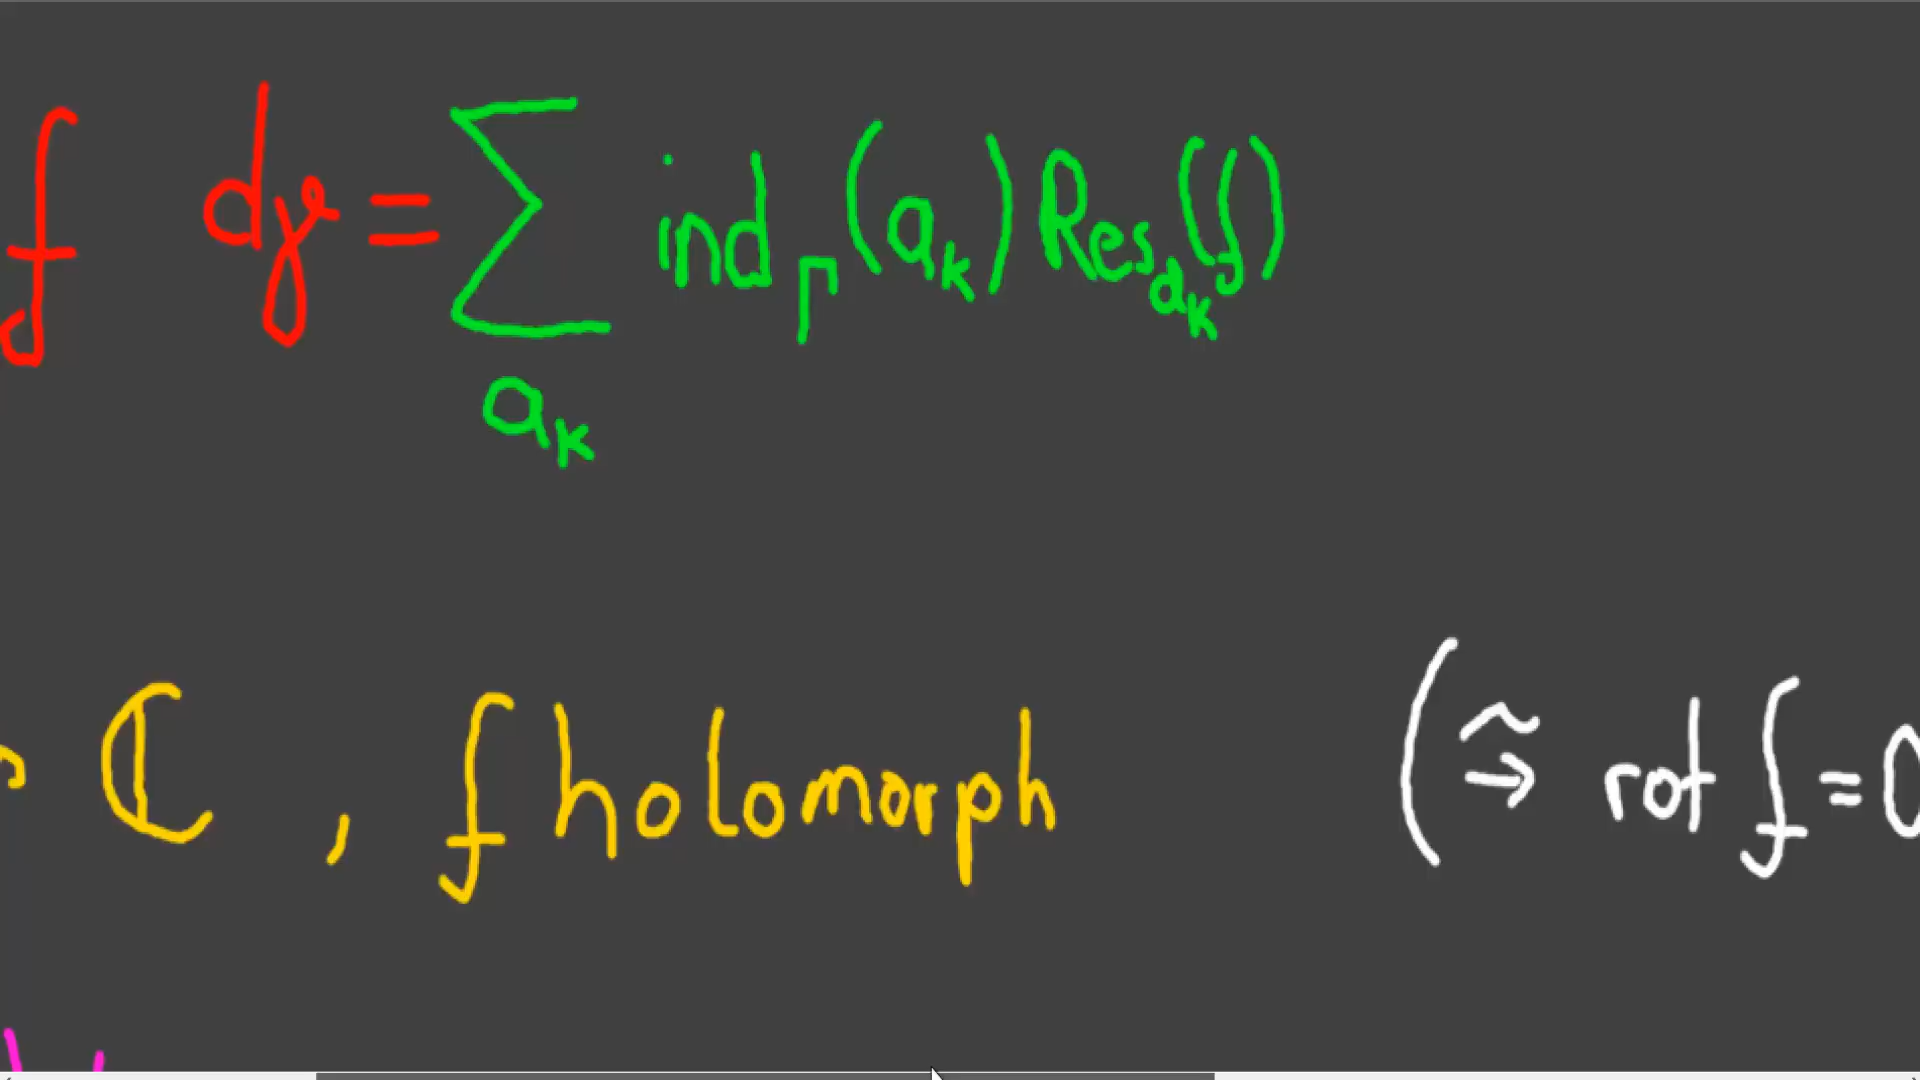 f dγ = ∑_{a_k} ind_Γ(a_k) Res_{a_k}(f)
ℂ , f holomorph (⇝ rot f = 0